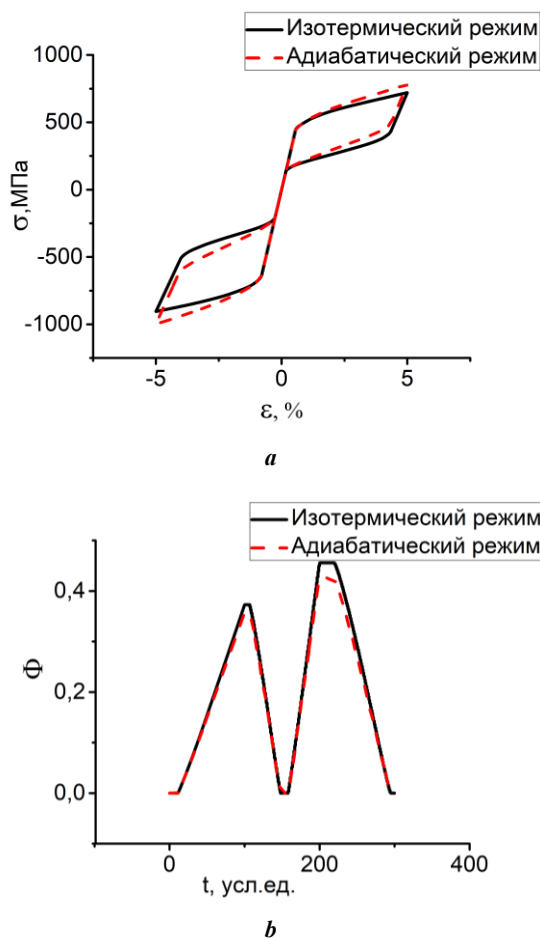 Изотермический режим
Адиабатический режим
1000
500
0
-500
-1000
σ,МПа
-5
0
5
ε, %
a
Изотермический режим
Адиабатический режим
0,4
0,2
0,0
Φ
0
200
400
t, усл.ед.
b